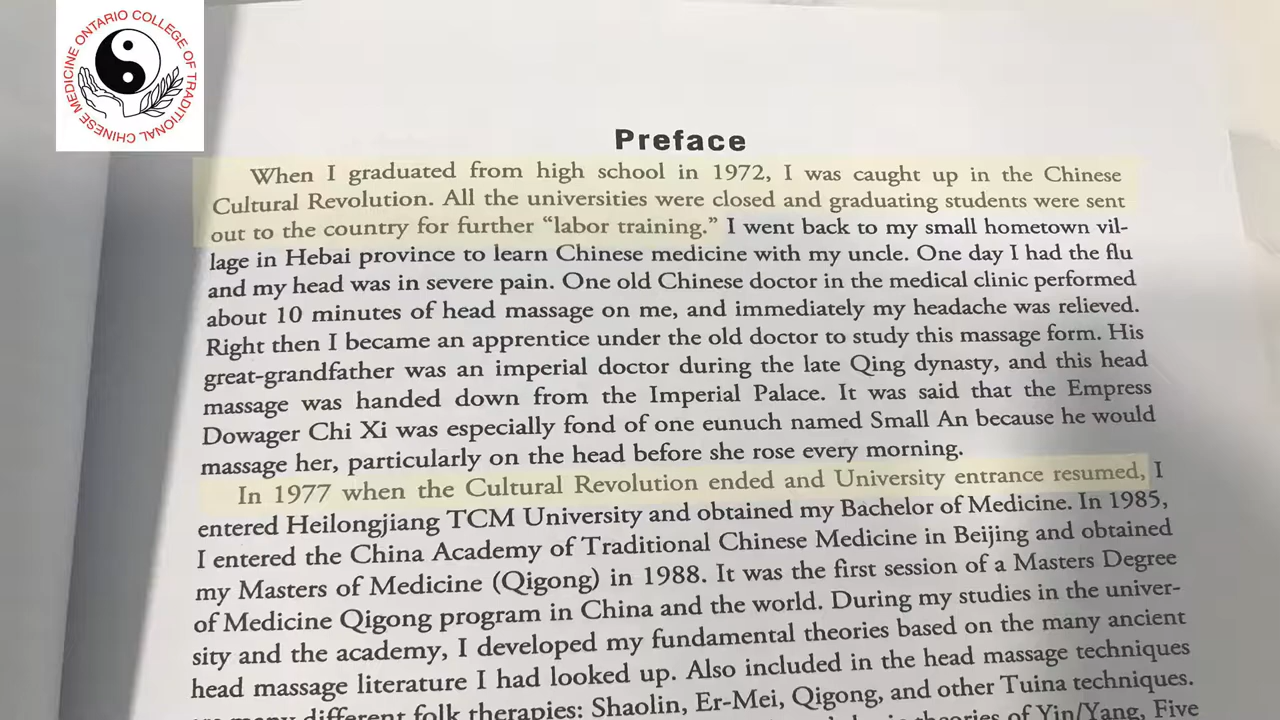 ONTARIO COLLEGE OF TRADITIONAL CHINESE MEDICINE
Preface
When I graduated from high school in 1972, I was caught up in the Chinese
Cultural Revolution. All the universities were closed and graduating students were sent
out to the country for further “labor training.” I went back to my small hometown vil-
lage in Hebai province to learn Chinese medicine with my uncle. One day I had the flu
and my head was in severe pain. One old Chinese doctor in the medical clinic performed
about 10 minutes of head massage on me, and immediately my headache was relieved.
Right then I became an apprentice under the old doctor to study this massage form. His
great-grandfather was an imperial doctor during the late Qing dynasty, and this head
massage was handed down from the Imperial Palace. It was said that the Empress
Dowager Chi Xi was especially fond of one eunuch named Small An because he would
massage her, particularly on the head before she rose every morning.
In 1977 when the Cultural Revolution ended and University entrance resumed, I
entered Heilongjiang TCM University and obtained my Bachelor of Medicine. In 1985,
I entered the China Academy of Traditional Chinese Medicine in Beijing and obtained
my Masters of Medicine (Qigong) in 1988. It was the first session of a Masters Degree
of Medicine Qigong program in China and the world. During my studies in the univer-
sity and the academy, I developed my fundamental theories based on the many ancient
head massage literature I had looked up. Also included in the head massage techniques
many different folk therapies: Shaolin, Er-Mei, Qigong, and other Tuina techniques.
theories of Yin/Yang, Five